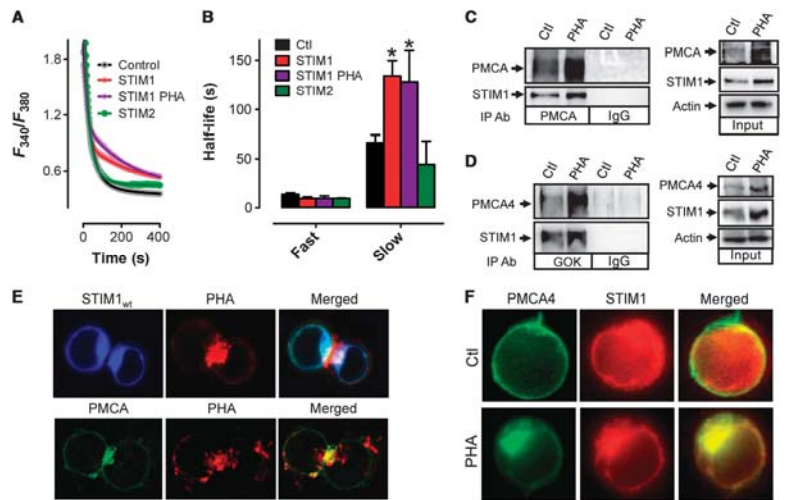 A
F340/F380
1.8
1.2
0.6
0 200 400
Time (s)
Control
STIM1
STIM1 PHA
STIM2
B
Half-life (s)
150
100
50
0
Ctl
STIM1
STIM1 PHA
STIM2
* *
Fast
Slow
C
Ctl PHA Ctl PHA
PMCA
STIM1
IP Ab PMCA IgG
Ctl PHA
PMCA
STIM1
Actin
Input
D
Ctl PHA Ctl PHA
PMCA4
STIM1
IP Ab GOK IgG
Ctl PHA
PMCA4
STIM1
Actin
Input
E
STIM1wt PHA Merged
PMCA PHA Merged
F
PMCA4 STIM1 Merged
Ctl
PHA